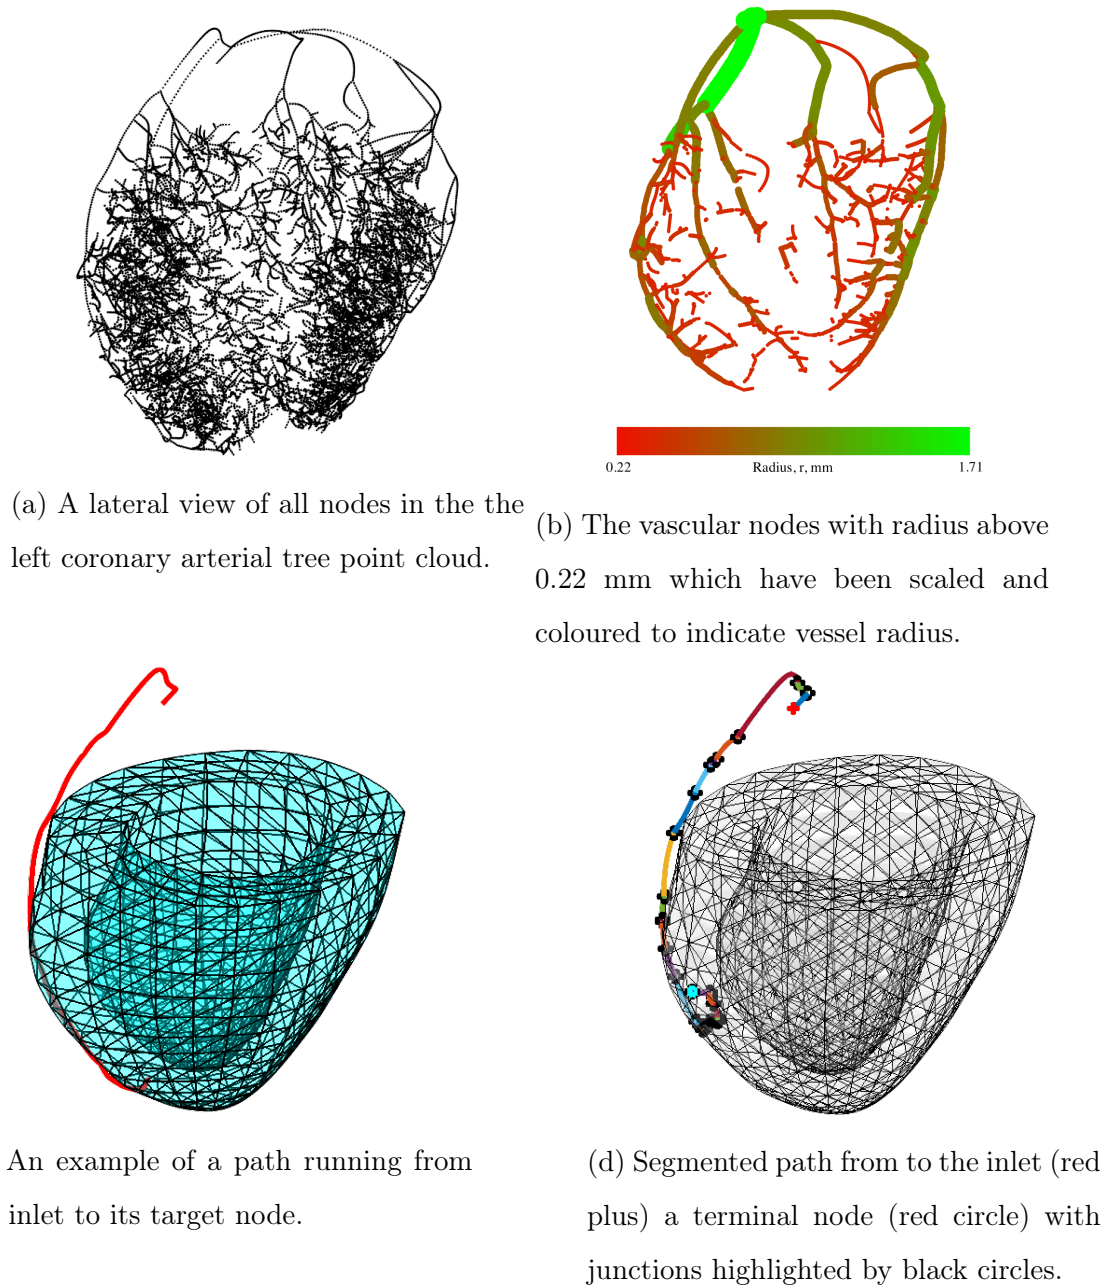 0.22
Radius, r, mm
1.71
(a) A lateral view of all nodes in the the
left coronary arterial tree point cloud.
(b) The vascular nodes with radius above
0.22 mm which have been scaled and
coloured to indicate vessel radius.
An example of a path running from
inlet to its target node.
(d) Segmented path from to the inlet (red
plus) a terminal node (red circle) with
junctions highlighted by black circles.